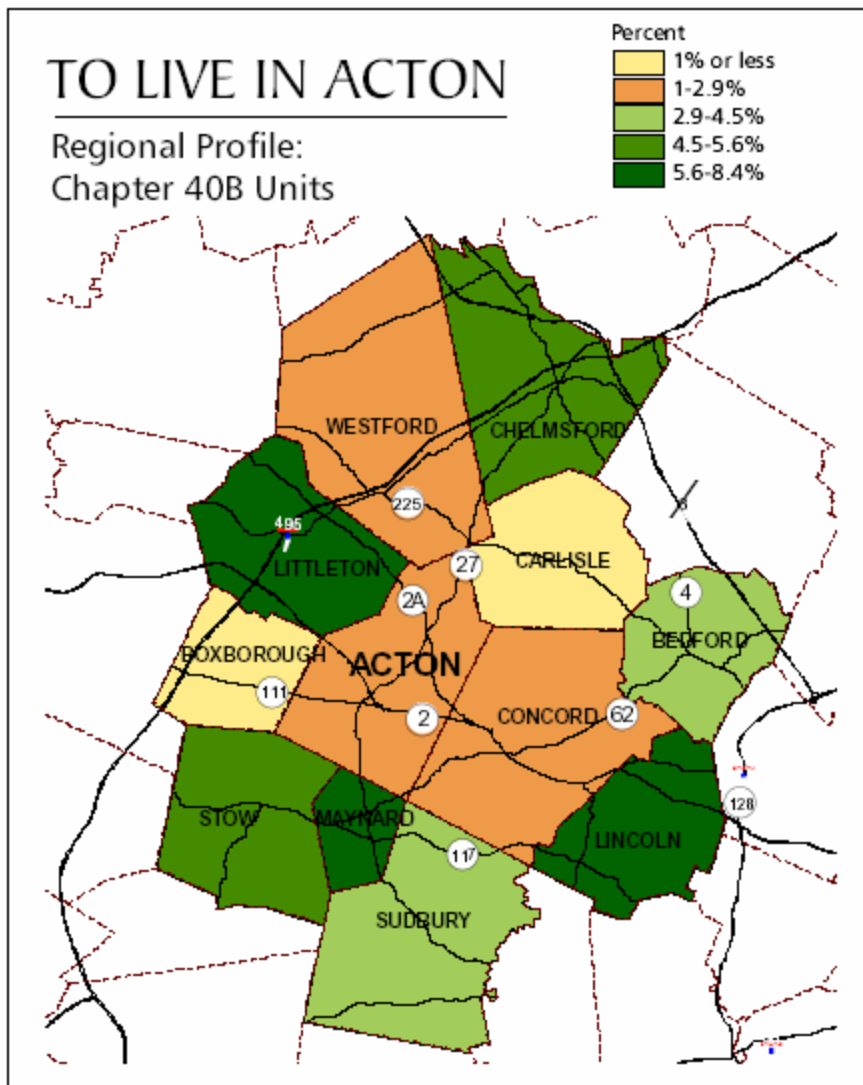 TO LIVE IN ACTON
Regional Profile:
Chapter 40B Units
Percent
1% or less
1-2.9%
2.9-4.5%
4.5-5.6%
5.6-8.4%
WESTFORD
CHELMSFORD
225
495
LITTLETON
27
CARLISLE
2A
4
BEDFORD
BOXBOROUGH
ACTON
111
2
CONCORD
62
128
STOW
MAYNARD
LINCOLN
117
SUDBURY